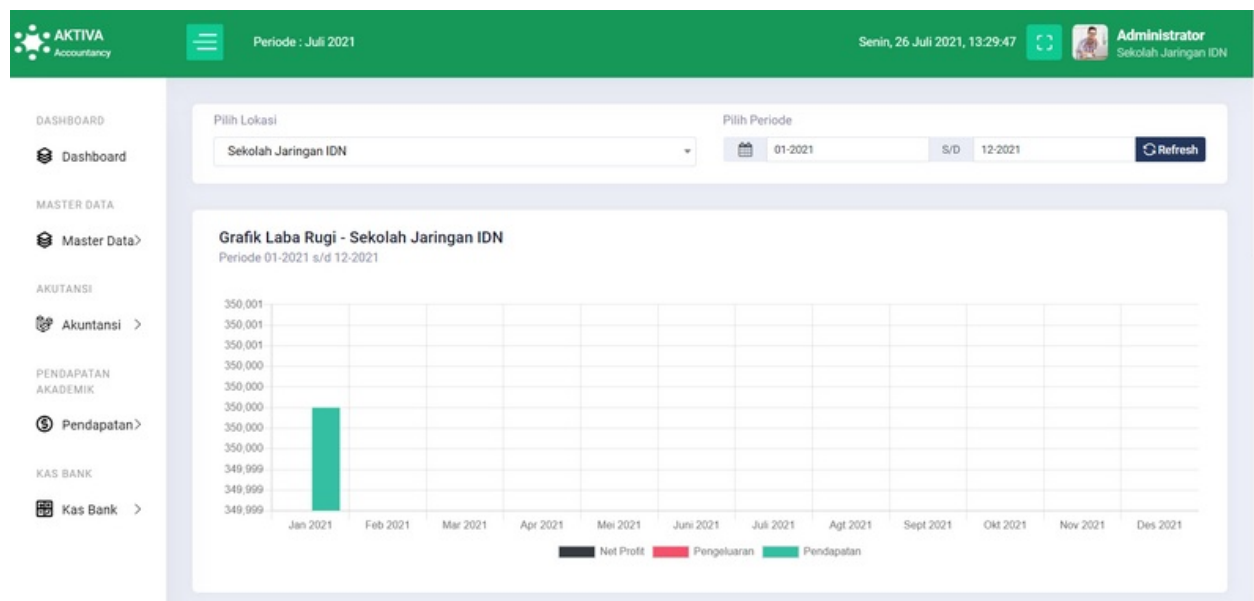 AKTIVA
Accountancy
Periode : Juli 2021
Senin, 26 Juli 2021, 13:29:47
Administrator
Sekolah Jaringan IDN
DASHBOARD
Dashboard
MASTER DATA
Master Data>
AKUTANSI
Akuntansi >
PENDAPATAN
AKADEMIK
Pendapatan>
KAS BANK
Kas Bank >
Pilih Lokasi
Sekolah Jaringan IDN
Pilih Periode
01-2021 S/D 12-2021
Refresh
Grafik Laba Rugi - Sekolah Jaringan IDN
Periode 01-2021 s/d 12-2021
350,001
350,001
350,001
350,000
350,000
350,000
350,000
350,000
349,999
349,999
349,999
Jan 2021 Feb 2021 Mar 2021 Apr 2021 Mei 2021 Juni 2021 Juli 2021 Agt 2021 Sept 2021 Okt 2021 Nov 2021 Des 2021
Net Profit Pengeluaran Pendapatan